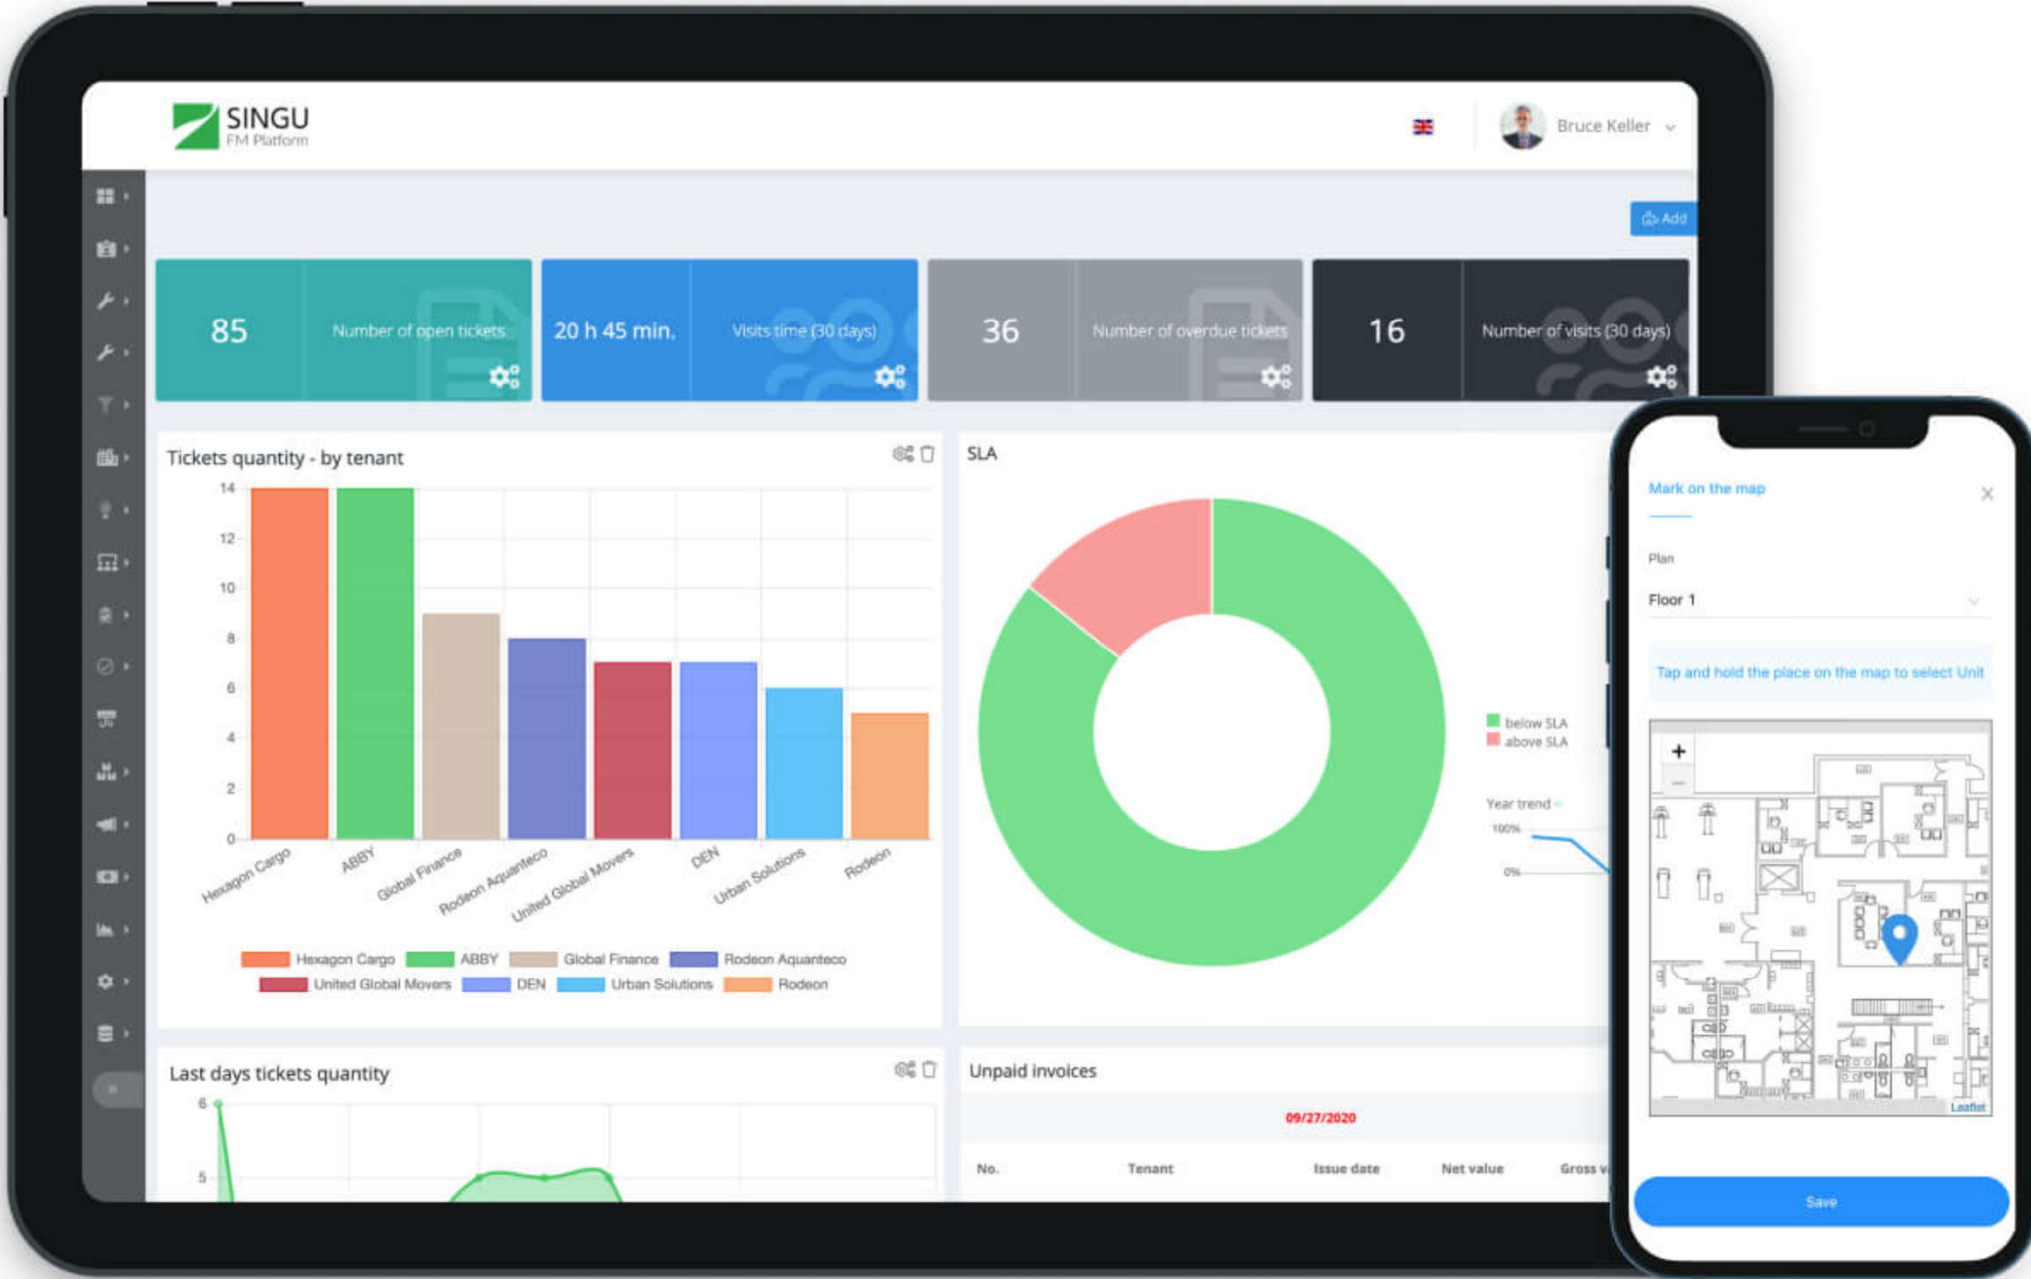 SINGU
FM Platform
Bruce Keller
Add
85
Number of open tickets
20 h 45 min.
Visits time (30 days)
36
Number of overdue tickets
16
Number of visits (30 days)
Tickets quantity - by tenant
14
12
10
8
6
4
2
0
Hexagon Cargo
ABBY
Global Finance
Rodeon Aquanteco
United Global Movers
DEN
Urban Solutions
Rodeon
Hexagon Cargo ABBY Global Finance Rodeon Aquanteco
United Global Movers DEN Urban Solutions Rodeon
SLA
below SLA
above SLA
Year trend
100%
0%
Last days tickets quantity
6
5
Unpaid invoices
09/27/2020
No. Tenant Issue date Net value Gross v
Mark on the map
Plan
Floor 1
Tap and hold the place on the map to select Unit
+
−
Leaflet
Save